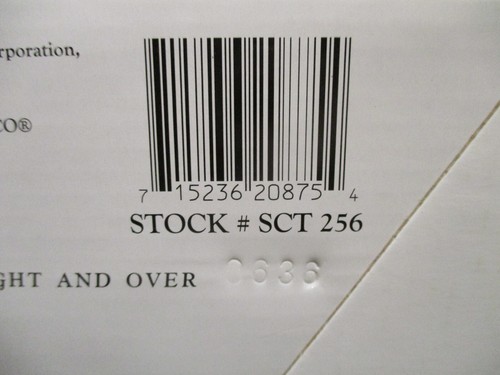 rporation,
CO®
7 15236 20875 4
STOCK # SCT 256
GHT AND OVER 0636